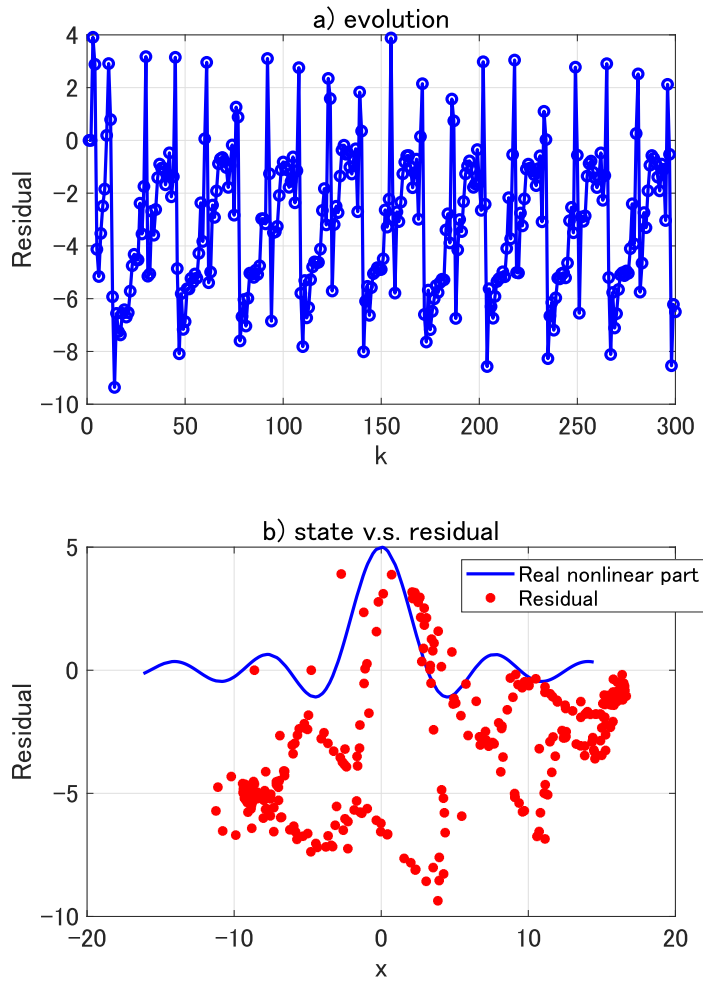 a) evolution
4
2
0
−2
−4
−6
−8
−10
Residual
0 50 100 150 200 250 300
k
b) state v.s. residual
5
0
−5
−10
Residual
Real nonlinear part
Residual
−20 −10 0 10 20
x